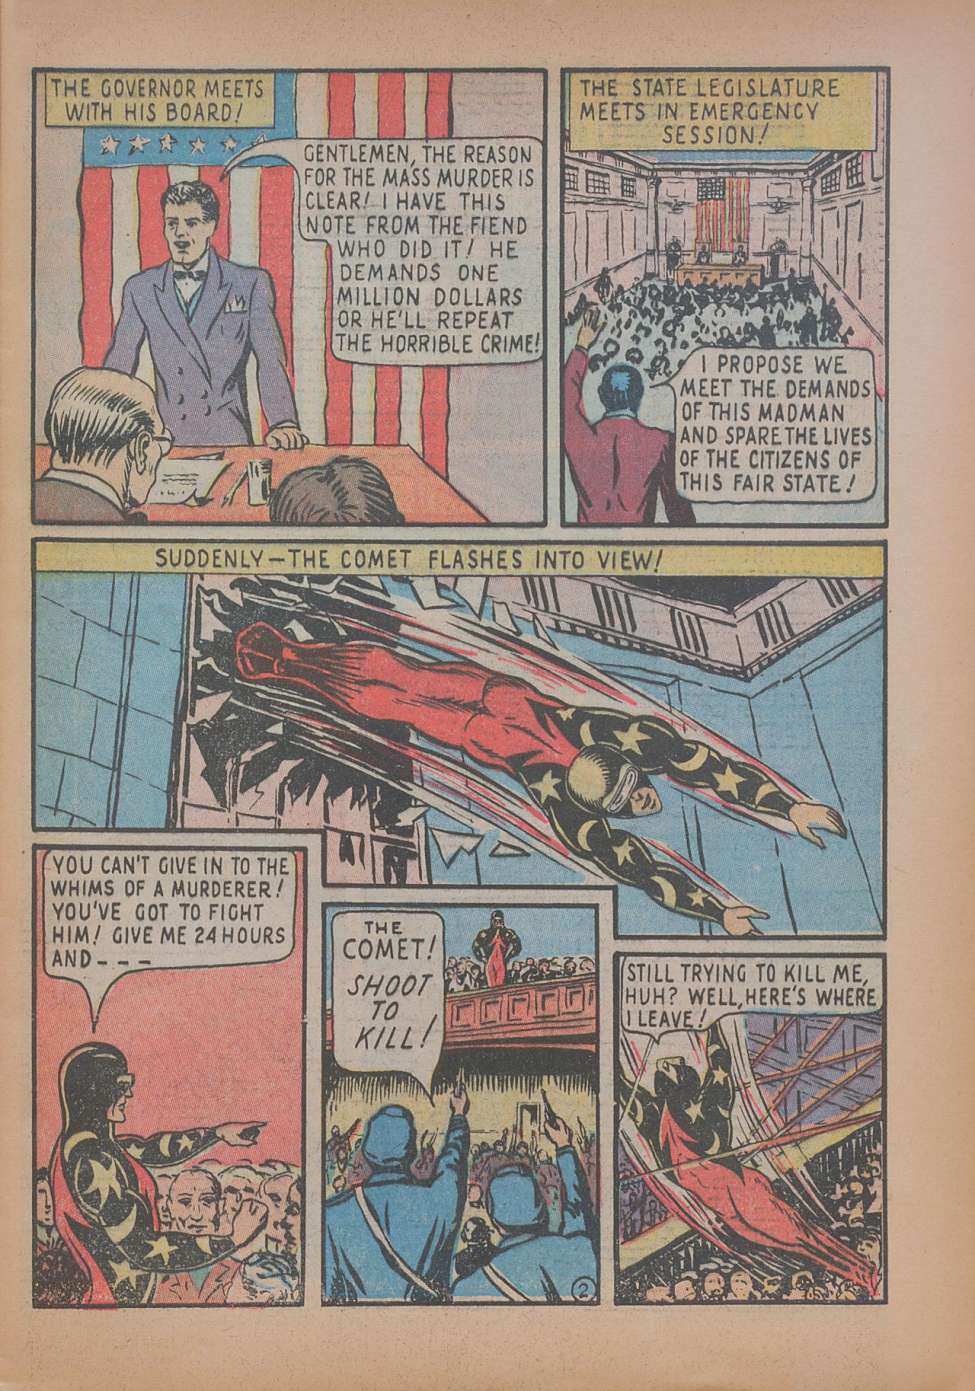 THE GOVERNOR MEETS
WITH HIS BOARD!
GENTLEMEN, THE REASON
FOR THE MASS MURDER IS
CLEAR! I HAVE THIS
NOTE FROM THE FIEND
WHO DID IT! HE
DEMANDS ONE
MILLION DOLLARS
OR HE'LL REPEAT
THE HORRIBLE CRIME!
THE STATE LEGISLATURE
MEETS IN EMERGENCY
SESSION!
I PROPOSE WE
MEET THE DEMANDS
OF THIS MADMAN
AND SPARE THE LIVES
OF THE CITIZENS OF
THIS FAIR STATE!
SUDDENLY—THE COMET FLASHES INTO VIEW!
YOU CAN'T GIVE IN TO THE
WHIMS OF A MURDERER!
YOU'VE GOT TO FIGHT
HIM! GIVE ME 24 HOURS
AND - - -
THE
COMET!
SHOOT
TO
KILL!
2
STILL TRYING TO KILL ME,
HUH? WELL, HERE'S WHERE
I LEAVE!